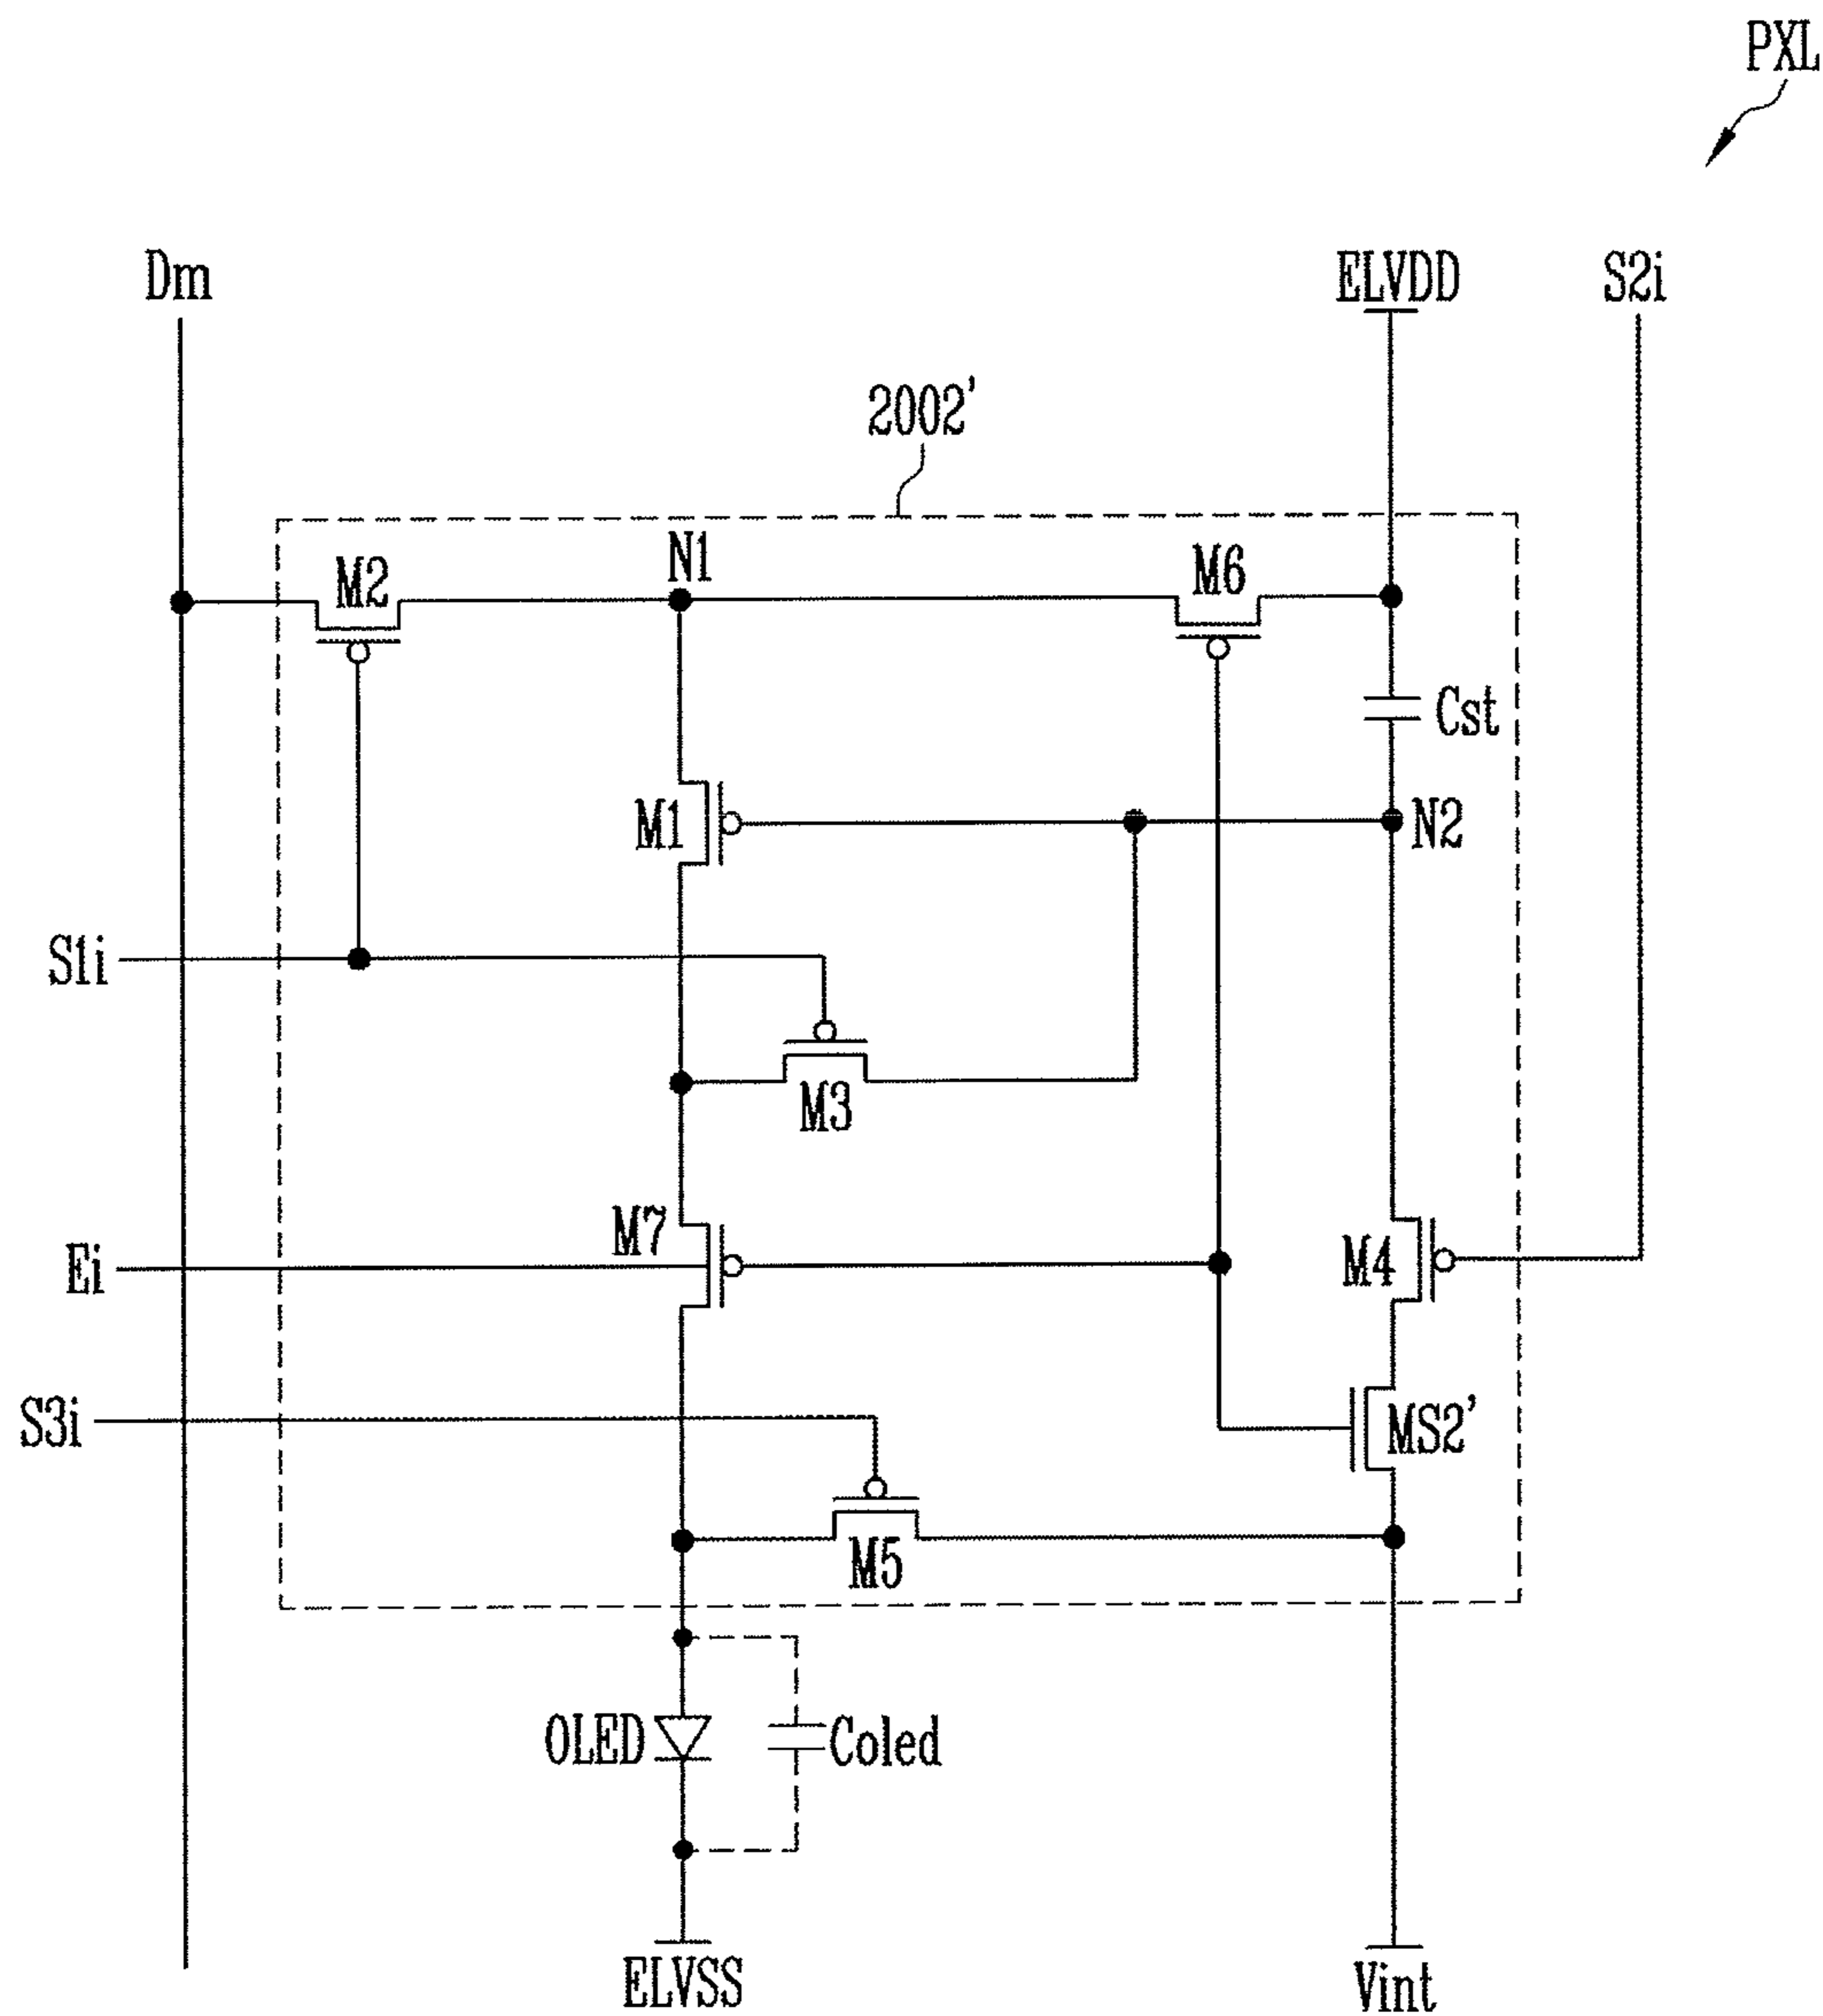 PXL
Dm
ELVDD
S2i
2002'
M2
N1
M6
Cst
M1
N2
S1i
M3
M7
Ei
M4
S3i
MS2'
M5
OLED
Coled
ELVSS
Vint